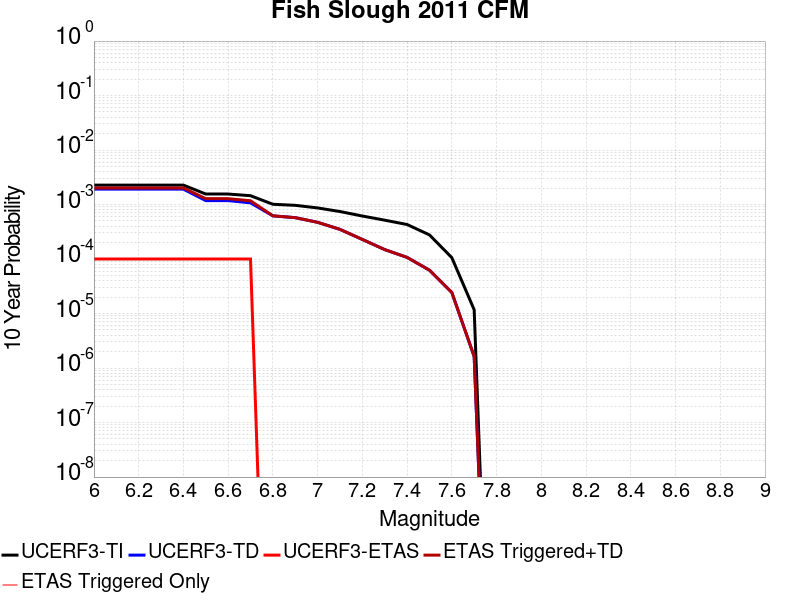 Fish Slough 2011 CFM
10 Year Probability
10^0
10^-1
10^-2
10^-3
10^-4
10^-5
10^-6
10^-7
10^-8
6 6.2 6.4 6.6 6.8 7 7.2 7.4 7.6 7.8 8 8.2 8.4 8.6 8.8 9
Magnitude
UCERF3-TI UCERF3-TD UCERF3-ETAS ETAS Triggered+TD
ETAS Triggered Only